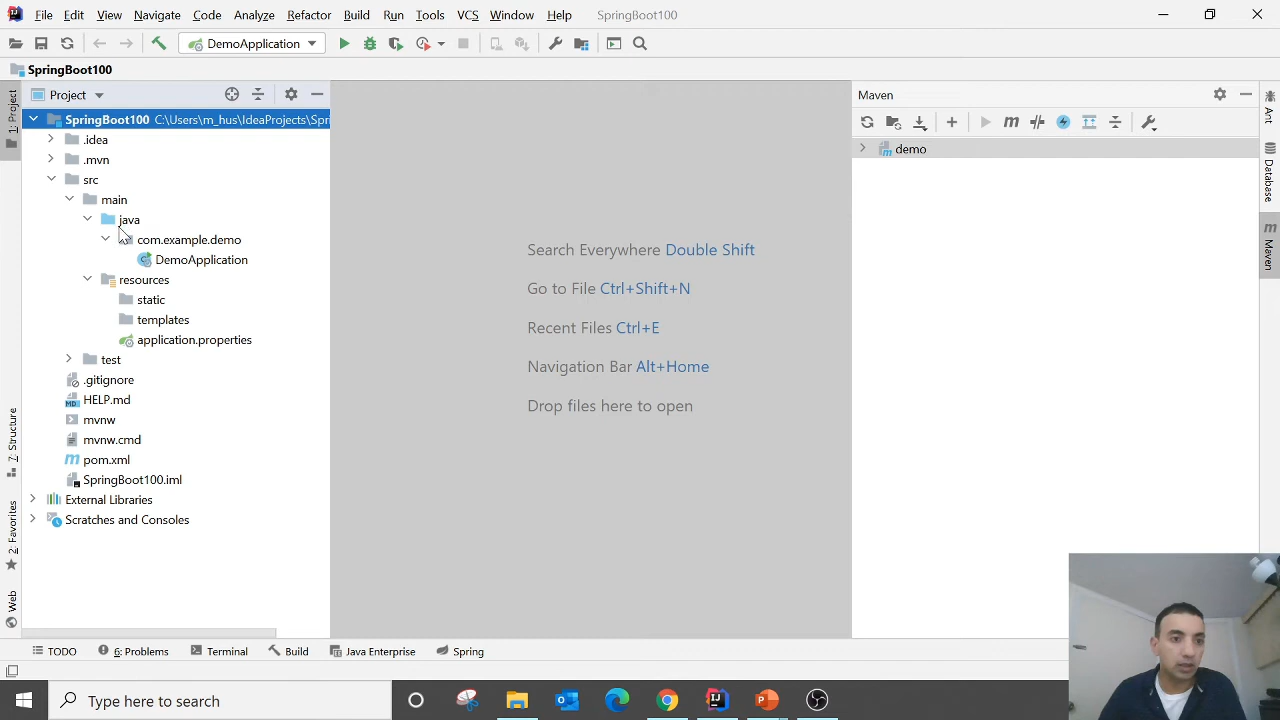 File Edit View Navigate Code Analyze Refactor Build Run Tools VCS Window Help SpringBoot100
DemoApplication
SpringBoot100
1: Project
7: Structure
2: Favorites
Web
Project
SpringBoot100 C:\Users\m_hus\IdeaProjects\Spri
.idea
.mvn
src
main
java
com.example.demo
DemoApplication
resources
static
templates
application.properties
test
.gitignore
HELP.md
mvnw
mvnw.cmd
pom.xml
SpringBoot100.iml
External Libraries
Scratches and Consoles
Search Everywhere Double Shift
Go to File Ctrl+Shift+N
Recent Files Ctrl+E
Navigation Bar Alt+Home
Drop files here to open
Maven
demo
Ant
Database
Maven
TODO 6: Problems Terminal Build Java Enterprise Spring
Type here to search